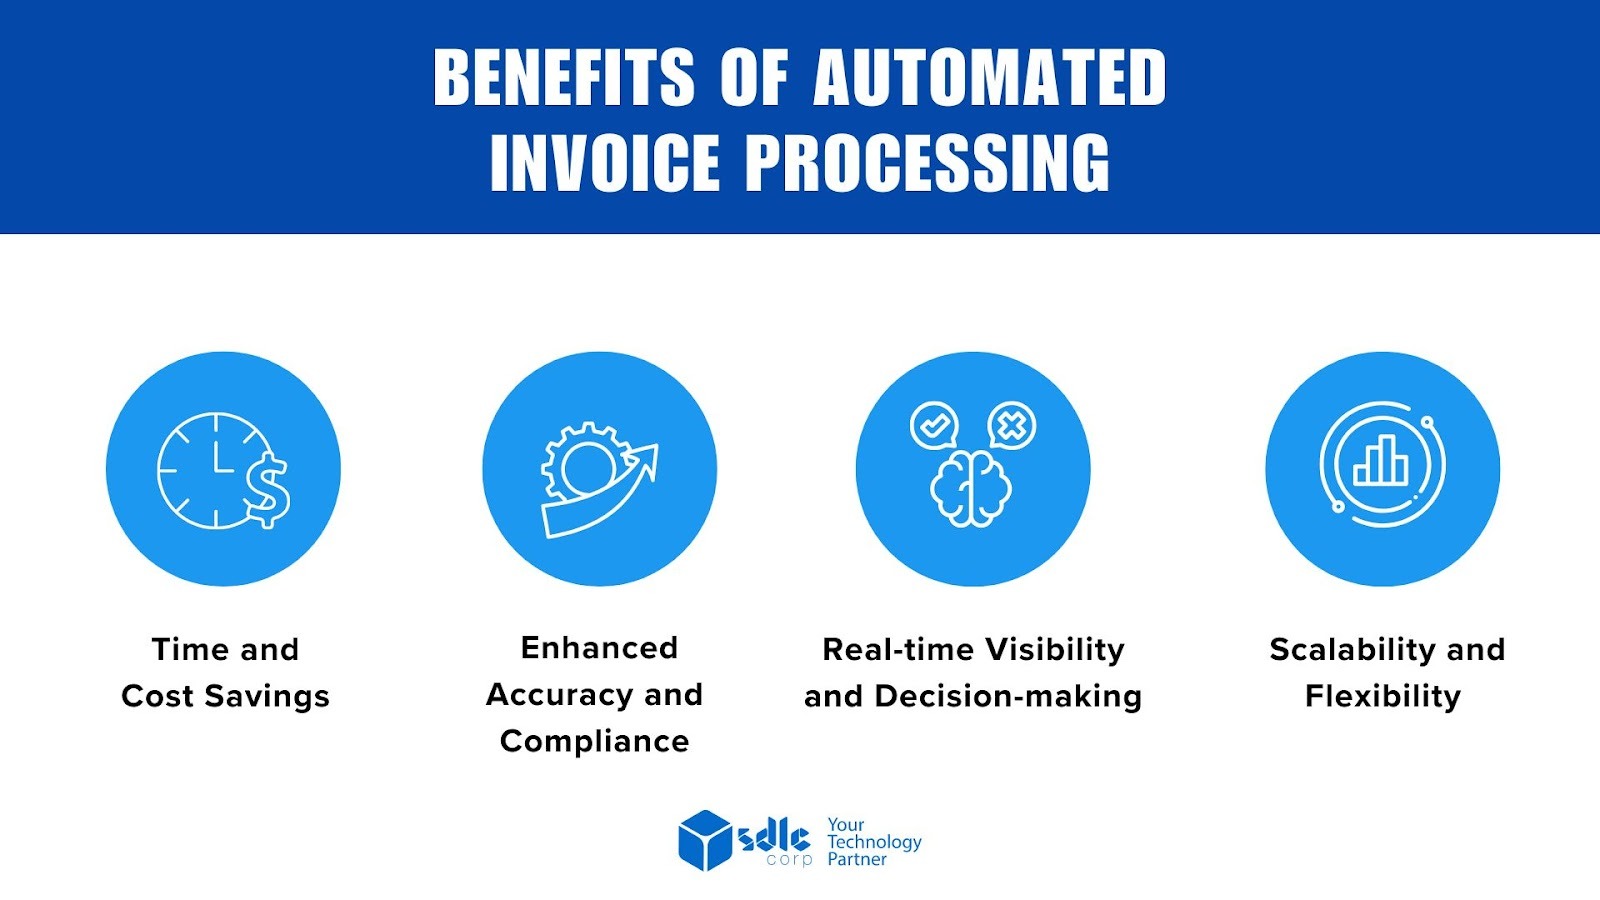 BENEFITS OF AUTOMATED
INVOICE PROCESSING
Time and
Cost Savings
Enhanced
Accuracy and
Compliance
Real-time Visibility
and Decision-making
Scalability and
Flexibility
sdlc
corp
Your
Technology
Partner